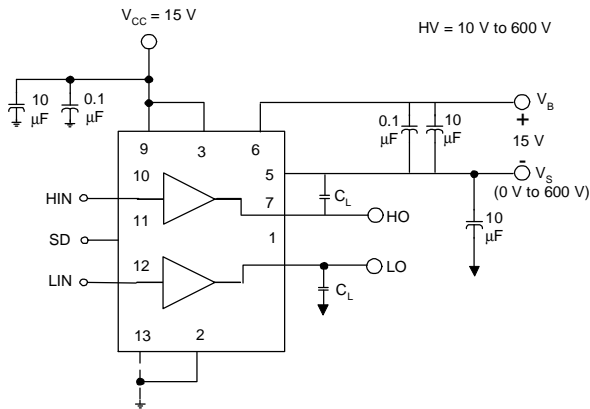 V_CC = 15 V
HV = 10 V to 600 V
10 µF
0.1 µF
9
3
6
0.1 µF
10 µF
V_B
+
15 V
-
V_S
(0 V to 600 V)
5
10
C_L
7
HIN
HO
11
10 µF
1
SD
12
LO
LIN
C_L
13
2